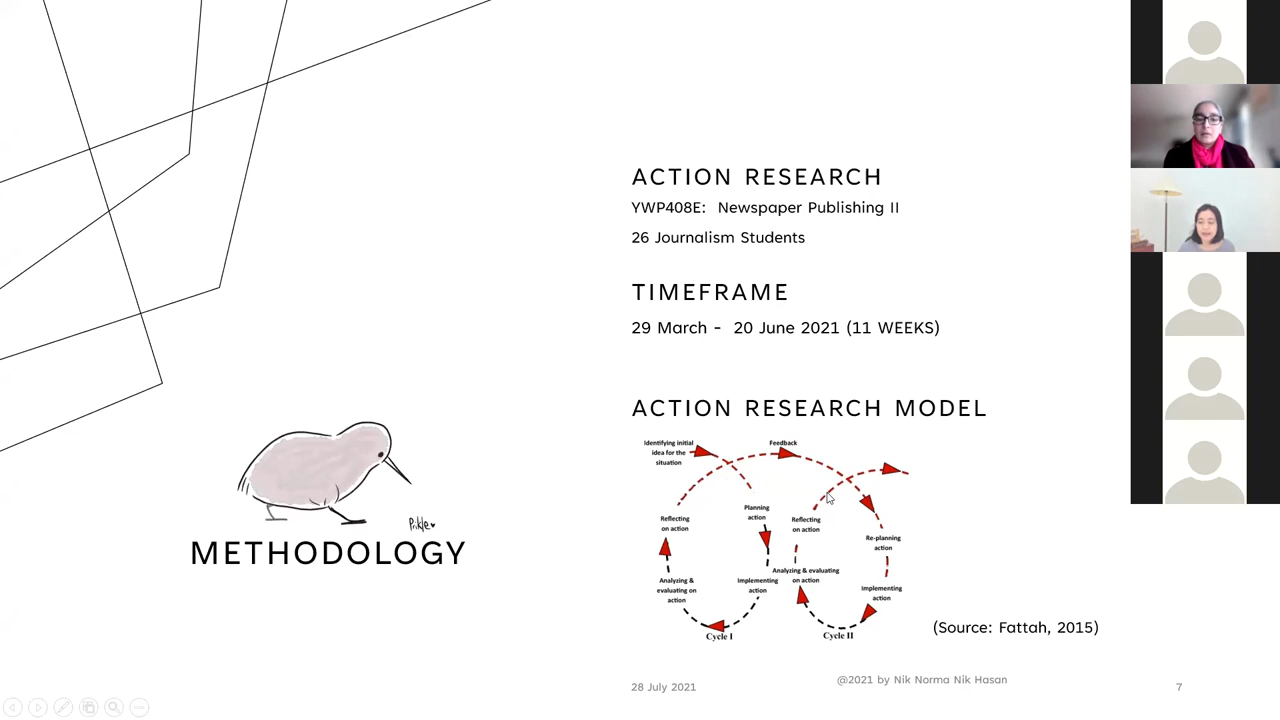 Prikle
METHODOLOGY
ACTION RESEARCH
YWP408E: Newspaper Publishing II
26 Journalism Students
TIMEFRAME
29 March - 20 June 2021 (11 WEEKS)
ACTION RESEARCH MODEL
Identifying initial
idea for the
situation
Feedback
Planning
action
Reflecting
on action
Implementing
action
Analyzing &
evaluating on
action
Cycle I
Reflecting
on action
Re-planning
action
Analyzing & evaluating
on action
Implementing
action
Cycle II
(Source: Fattah, 2015)
28 July 2021
@2021 by Nik Norma Nik Hasan
7